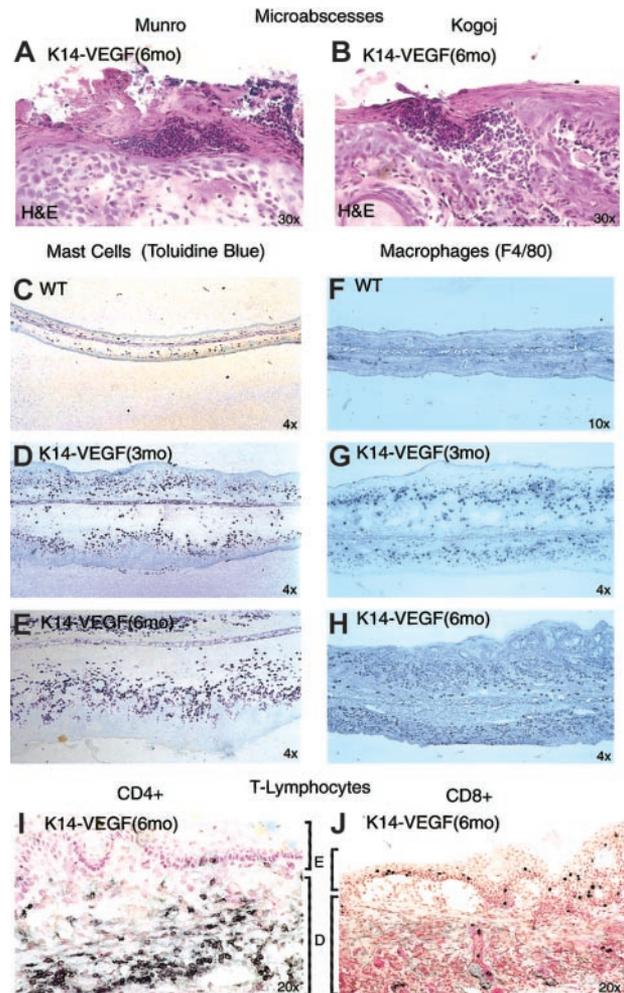 Microabscesses
Munro Kogoj
A K14-VEGF(6mo)
H&E 30x
B K14-VEGF(6mo)
H&E 30x
Mast Cells (Toluidine Blue) Macrophages (F4/80)
C WT
4x
F WT
10x
D K14-VEGF(3mo)
4x
G K14-VEGF(3mo)
4x
E K14-VEGF(6mo)
4x
H K14-VEGF(6mo)
4x
T-Lymphocytes
CD4+ CD8+
I K14-VEGF(6mo)
20x
E
D
J K14-VEGF(6mo)
20x